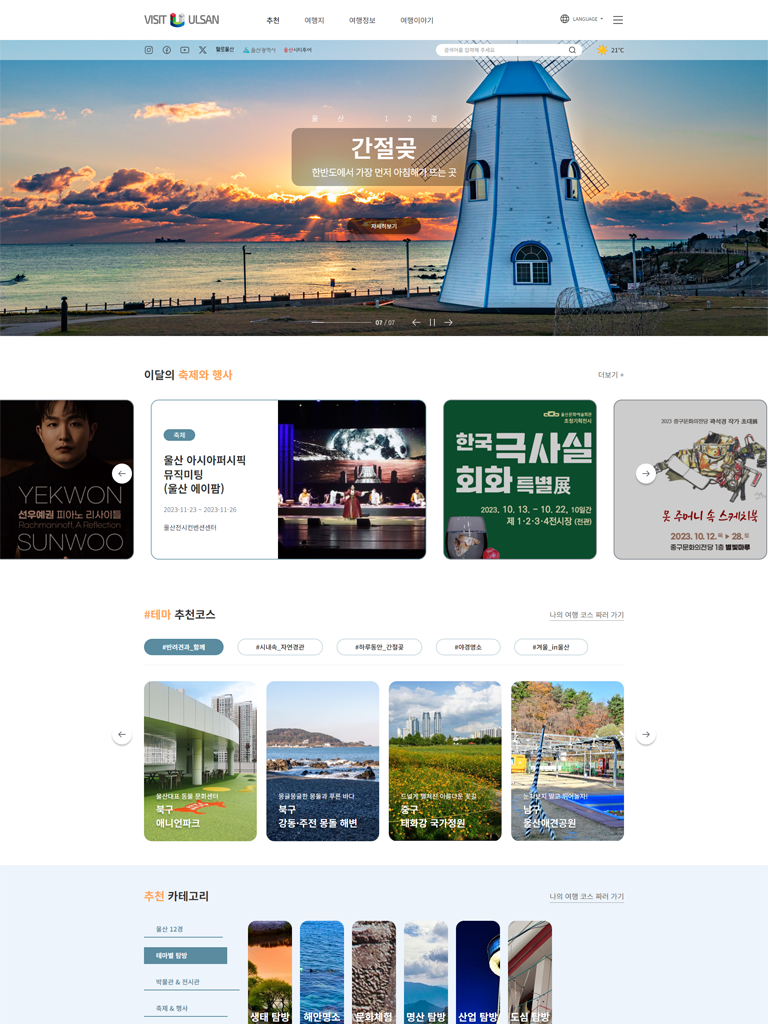 VISIT ULSAN
추천
여행지
여행정보
여행이야기
LANGUAGE
헬로울산
울산광역시
울산시티투어
검색어를 입력해 주세요
21°C
울 산 1 2 경
간절곶
한반도에서 가장 먼저 아침해가 뜨는 곳
자세히보기
07 / 07
이달의 축제와 행사
더보기 +
YEKWON
선우예권 피아노 리사이틀
Rachmaninoff, A Reflection
SUNWOO
축제
울산 아시아퍼시픽
뮤직미팅
(울산 에이팜)
2023-11-23 ~ 2023-11-26
울산전시컨벤션센터
울산문화예술회관
초청기획전시
한국극사실
회화특별展
2023. 10. 13. – 10. 22, 10일간
제 1·2·3·4전시장 (전관)
2023 중구문화의전당 곽석경 작가 초대展
못 주머니 속 스케치북
2023. 10. 12. 목 ▶ 28. 토
중구문화의전당 1층 별빛마루
#테마 추천코스
나의 여행 코스 짜러 가기
#반려견과_함께
#시내속_자연경관
#하루동안_간절곶
#야경명소
#겨울_in울산
울산대표 동물 문화센터
북구
애니언파크
몽글몽글한 몽돌과 푸른 바다
북구
강동·주전 몽돌 해변
드넓게 펼쳐진 아름다운 꽃길
중구
태화강 국가정원
눈치보지 말고 뛰어놀자!
남구
울산애견공원
추천 카테고리
나의 여행 코스 짜러 가기
울산 12경
테마별 탐방
박물관 & 전시관
축제 & 행사
생태 탐방
해안명소
문화체험
명산 탐방
산업 탐방
도심 탐방